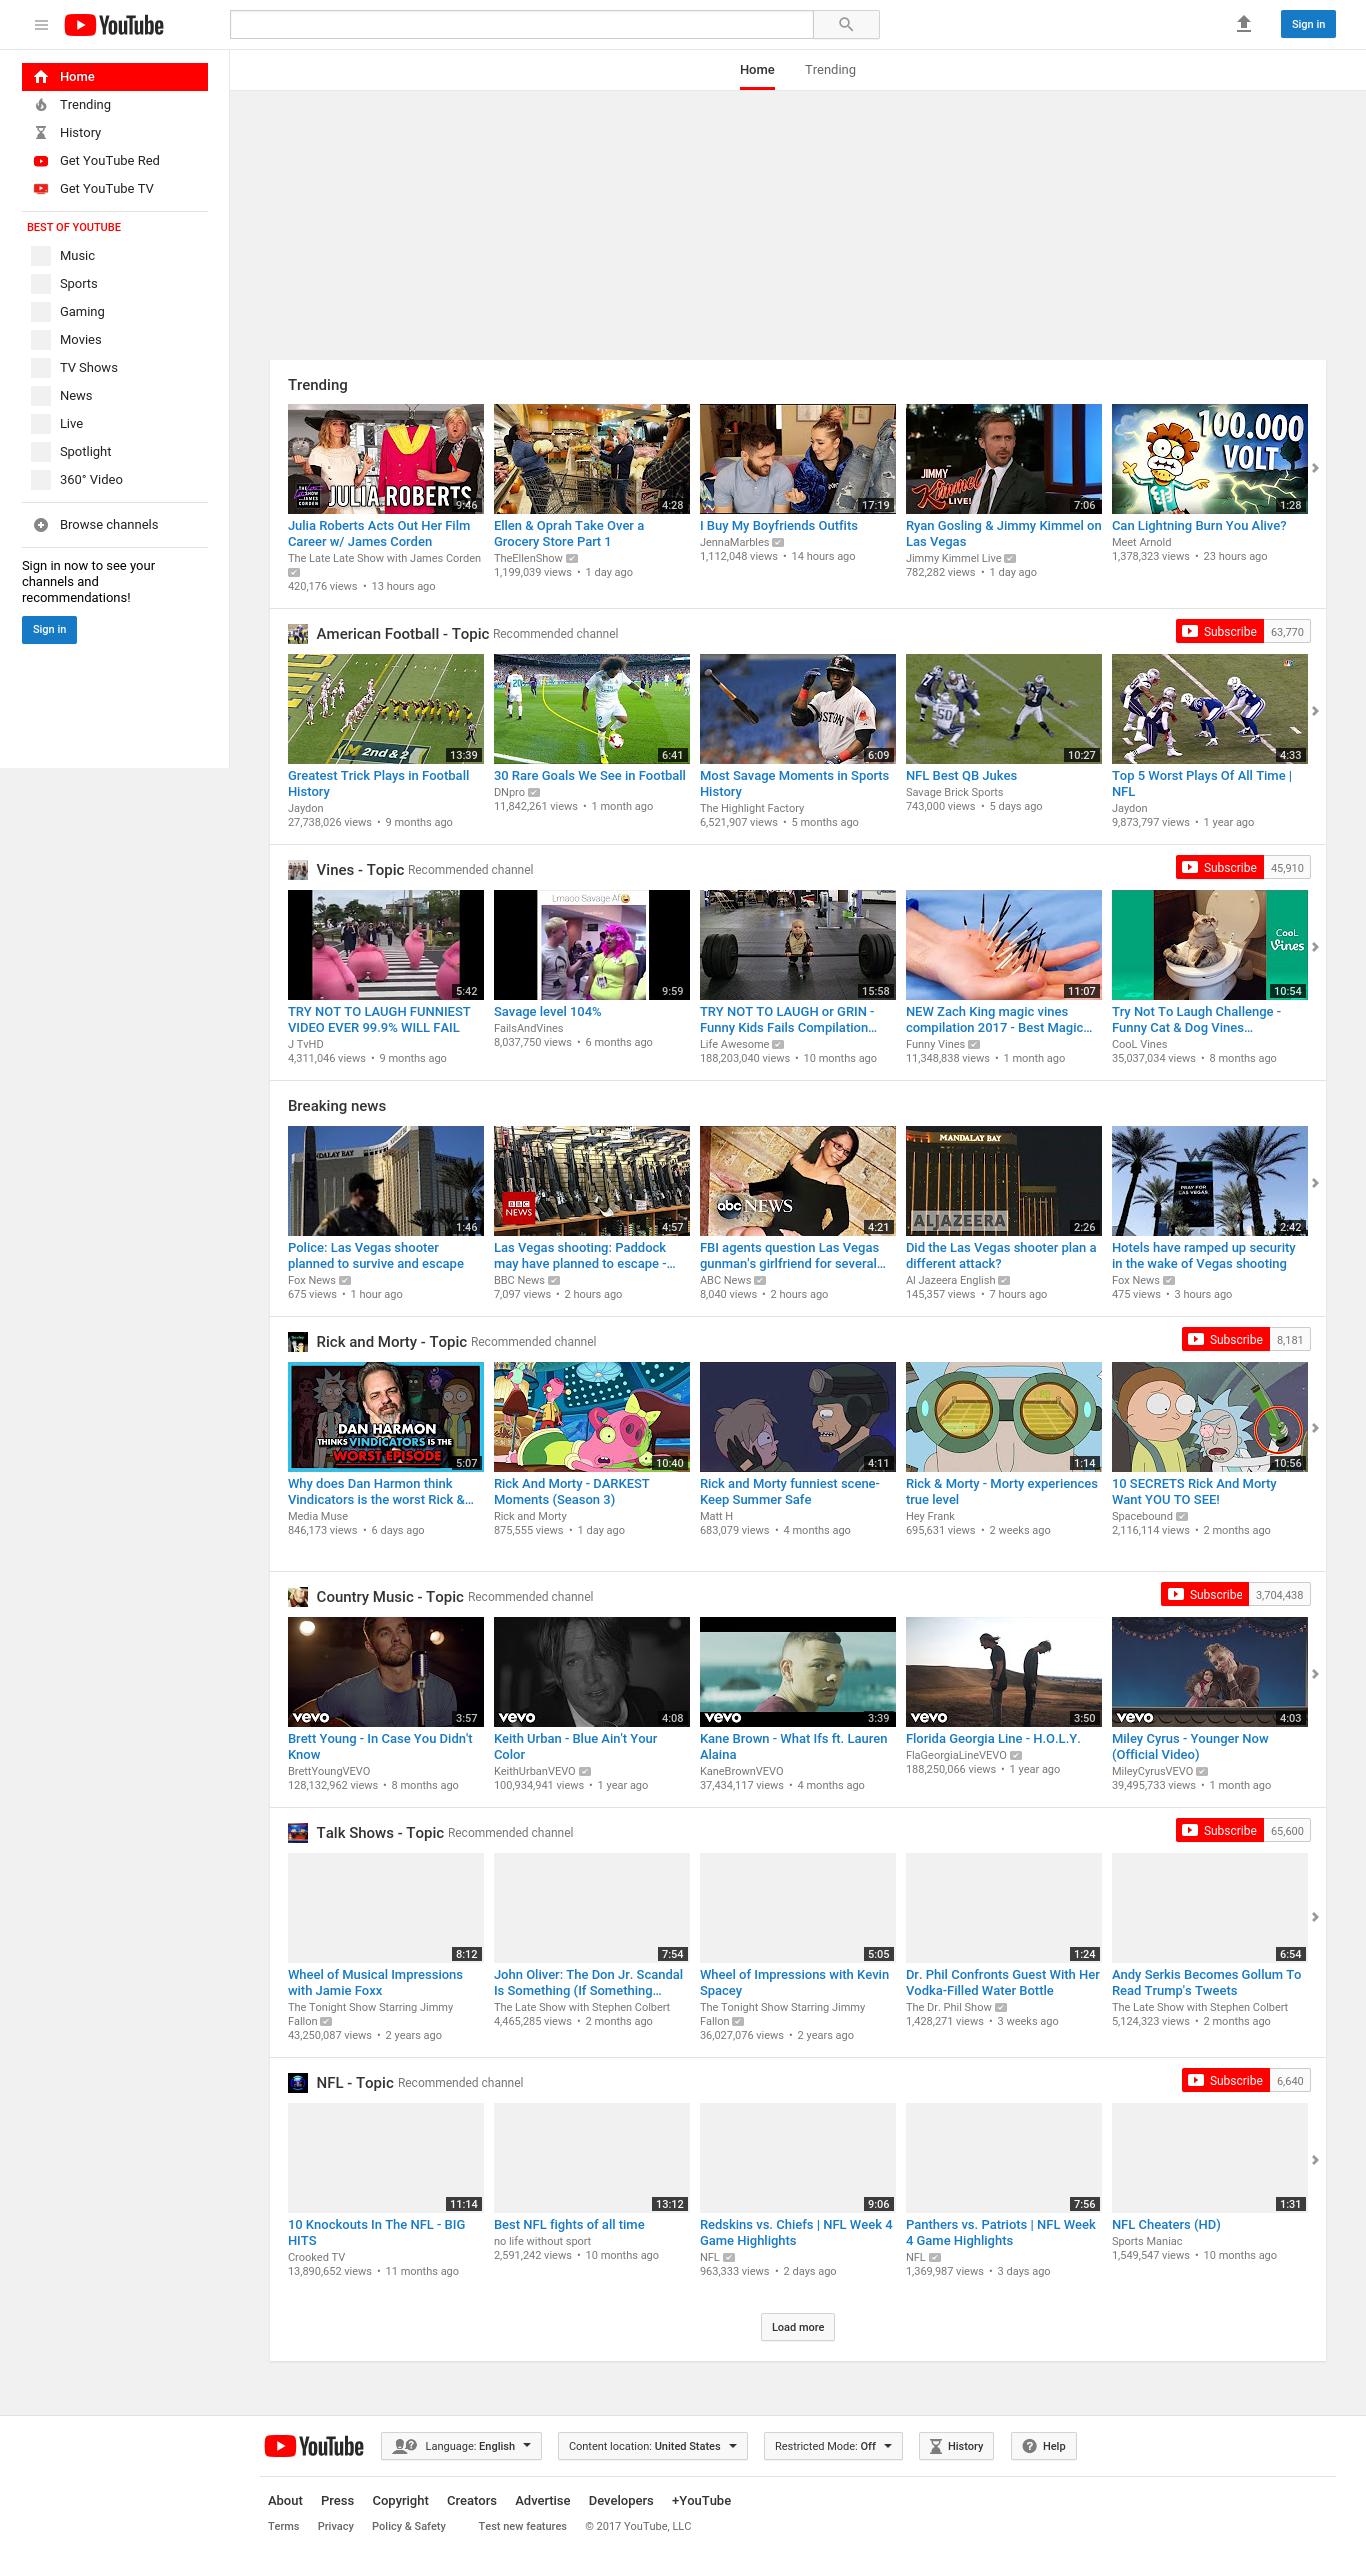 YouTube
Sign in
Home
Trending
Home
Trending
History
Get YouTube Red
Get YouTube TV
BEST OF YOUTUBE
Music
Sports
Gaming
Movies
TV Shows
News
Live
Spotlight
360° Video
Browse channels
Sign in now to see your
channels and
recommendations!
Sign in
Trending
THE LATE LATE SHOW JAMES CORDEN
JULIA ROBERTS
9:46
4:28
17:19
JIMMY
Kimmel
LIVE!
7:06
100.000
VOLT
1:28
Julia Roberts Acts Out Her Film
Career w/ James Corden
The Late Late Show with James Corden
420,176 views • 13 hours ago
Ellen & Oprah Take Over a
Grocery Store Part 1
TheEllenShow
1,199,039 views • 1 day ago
I Buy My Boyfriends Outfits
JennaMarbles
1,112,048 views • 14 hours ago
Ryan Gosling & Jimmy Kimmel on
Las Vegas
Jimmy Kimmel Live
782,282 views • 1 day ago
Can Lightning Burn You Alive?
Meet Arnold
1,378,323 views • 23 hours ago
American Football - Topic Recommended channel
Subscribe 63,770
M 2nd & 2
13:39
6:41
BOSTON
6:09
50
10:27
4:33
Greatest Trick Plays in Football
History
Jaydon
27,738,026 views • 9 months ago
30 Rare Goals We See in Football
DNpro
11,842,261 views • 1 month ago
Most Savage Moments in Sports
History
The Highlight Factory
6,521,907 views • 5 months ago
NFL Best QB Jukes
Savage Brick Sports
743,000 views • 5 days ago
Top 5 Worst Plays Of All Time |
NFL
Jaydon
9,873,797 views • 1 year ago
Vines - Topic Recommended channel
Subscribe 45,910
5:42
Lmaoo Savage Af
9:59
15:58
11:07
CooL
Vines
10:54
TRY NOT TO LAUGH FUNNIEST
VIDEO EVER 99.9% WILL FAIL
J TvHD
4,311,046 views • 9 months ago
Savage level 104%
FailsAndVines
8,037,750 views • 6 months ago
TRY NOT TO LAUGH or GRIN -
Funny Kids Fails Compilation…
Life Awesome
188,203,040 views • 10 months ago
NEW Zach King magic vines
compilation 2017 - Best Magic…
Funny Vines
11,348,838 views • 1 month ago
Try Not To Laugh Challenge -
Funny Cat & Dog Vines…
CooL Vines
35,037,034 views • 8 months ago
Breaking news
MANDALAY BAY
1:46
BBC
NEWS
4:57
abc NEWS
4:21
MANDALAY BAY
ALJAZEERA
2:26
W
PRAY FOR
LAS VEGAS
2:42
Police: Las Vegas shooter
planned to survive and escape
Fox News
675 views • 1 hour ago
Las Vegas shooting: Paddock
may have planned to escape -…
BBC News
7,097 views • 2 hours ago
FBI agents question Las Vegas
gunman's girlfriend for several…
ABC News
8,040 views • 2 hours ago
Did the Las Vegas shooter plan a
different attack?
Al Jazeera English
145,357 views • 7 hours ago
Hotels have ramped up security
in the wake of Vegas shooting
Fox News
475 views • 3 hours ago
Rick and Morty - Topic Recommended channel
Subscribe 8,181
DAN HARMON
THINKS VINDICATORS IS THE
WORST EPISODE
5:07
10:40
4:11
1:14
10:56
Why does Dan Harmon think
Vindicators is the worst Rick &…
Media Muse
846,173 views • 6 days ago
Rick And Morty - DARKEST
Moments (Season 3)
Rick and Morty
875,555 views • 1 day ago
Rick and Morty funniest scene-
Keep Summer Safe
Matt H
683,079 views • 4 months ago
Rick & Morty - Morty experiences
true level
Hey Frank
695,631 views • 2 weeks ago
10 SECRETS Rick And Morty
Want YOU TO SEE!
Spacebound
2,116,114 views • 2 months ago
Country Music - Topic Recommended channel
Subscribe 3,704,438
vevo 3:57
vevo 4:08
vevo 3:39
vevo 3:50
vevo 4:03
Brett Young - In Case You Didn't
Know
BrettYoungVEVO
128,132,962 views • 8 months ago
Keith Urban - Blue Ain't Your
Color
KeithUrbanVEVO
100,934,941 views • 1 year ago
Kane Brown - What Ifs ft. Lauren
Alaina
KaneBrownVEVO
37,434,117 views • 4 months ago
Florida Georgia Line - H.O.L.Y.
FlaGeorgiaLineVEVO
188,250,066 views • 1 year ago
Miley Cyrus - Younger Now
(Official Video)
MileyCyrusVEVO
39,495,733 views • 1 month ago
Talk Shows - Topic Recommended channel
Subscribe 65,600
8:12
7:54
5:05
1:24
6:54
Wheel of Musical Impressions
with Jamie Foxx
The Tonight Show Starring Jimmy
Fallon
43,250,087 views • 2 years ago
John Oliver: The Don Jr. Scandal
Is Something (If Something…
The Late Show with Stephen Colbert
4,465,285 views • 2 months ago
Wheel of Impressions with Kevin
Spacey
The Tonight Show Starring Jimmy
Fallon
36,027,076 views • 2 years ago
Dr. Phil Confronts Guest With Her
Vodka-Filled Water Bottle
The Dr. Phil Show
1,428,271 views • 3 weeks ago
Andy Serkis Becomes Gollum To
Read Trump's Tweets
The Late Show with Stephen Colbert
5,124,323 views • 2 months ago
NFL - Topic Recommended channel
Subscribe 6,640
11:14
13:12
9:06
7:56
1:31
10 Knockouts In The NFL - BIG
HITS
Crooked TV
13,890,652 views • 11 months ago
Best NFL fights of all time
no life without sport
2,591,242 views • 10 months ago
Redskins vs. Chiefs | NFL Week 4
Game Highlights
NFL
963,333 views • 2 days ago
Panthers vs. Patriots | NFL Week
4 Game Highlights
NFL
1,369,987 views • 3 days ago
NFL Cheaters (HD)
Sports Maniac
1,549,547 views • 10 months ago
Load more
YouTube
Language: English
Content location: United States
Restricted Mode: Off
History
Help
About Press Copyright Creators Advertise Developers +YouTube
Terms Privacy Policy & Safety Test new features © 2017 YouTube, LLC